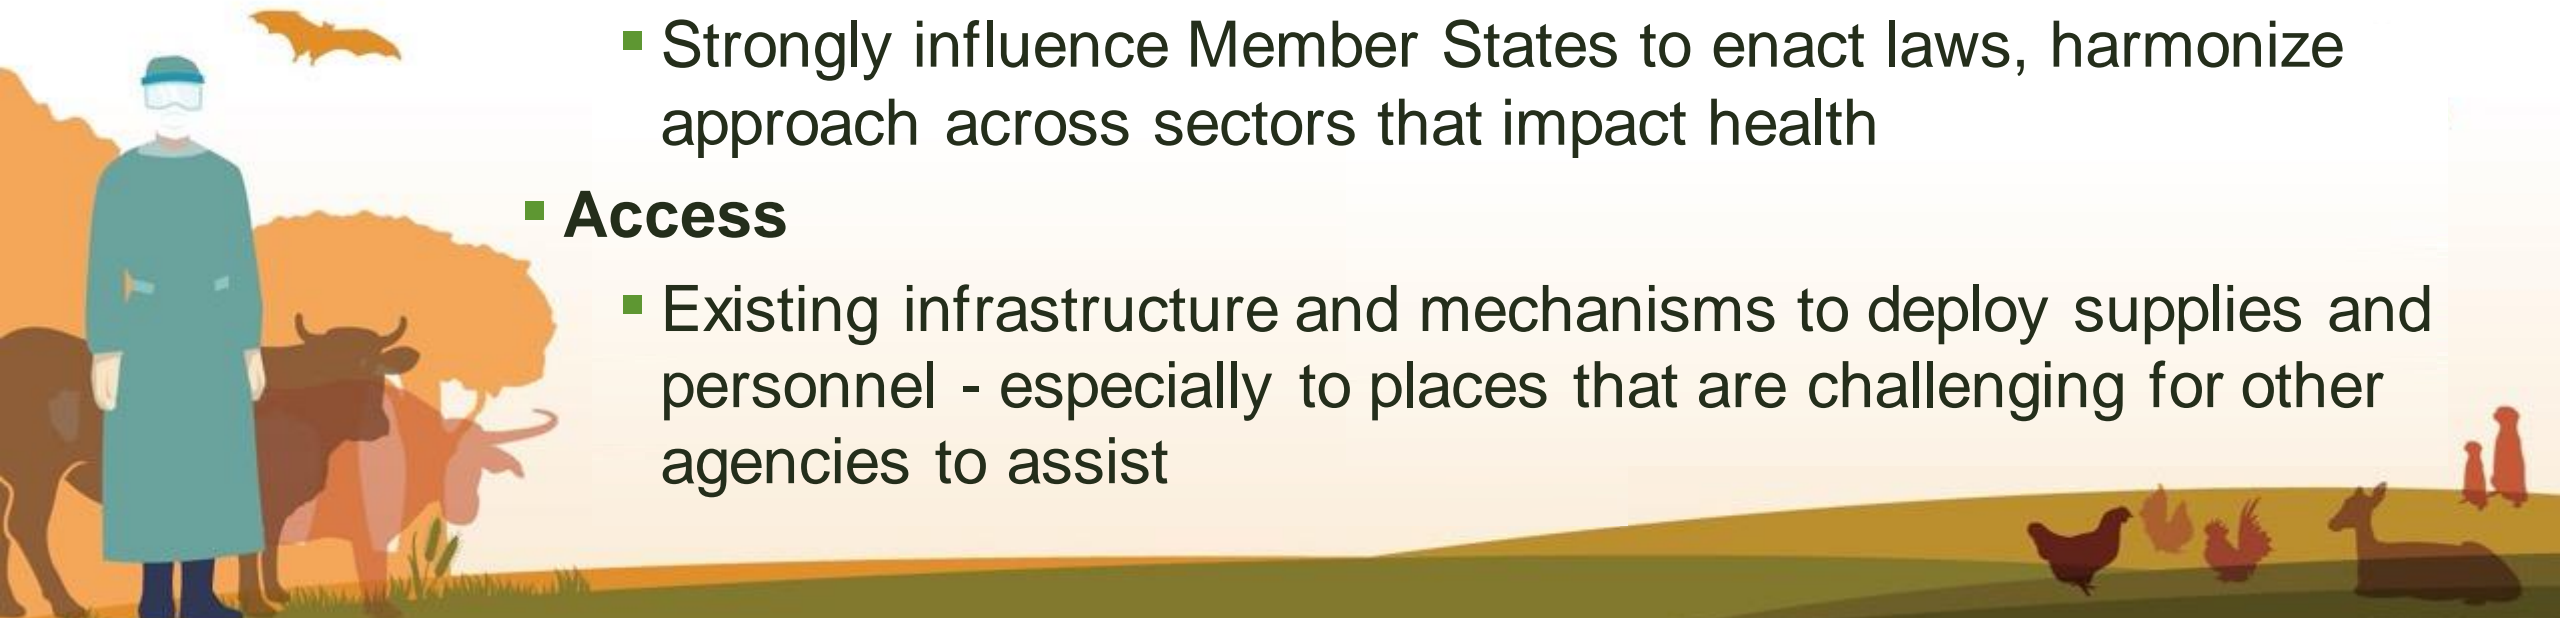 ▪ Strongly influence Member States to enact laws, harmonize
approach across sectors that impact health
▪ Access
▪ Existing infrastructure and mechanisms to deploy supplies and
personnel - especially to places that are challenging for other
agencies to assist